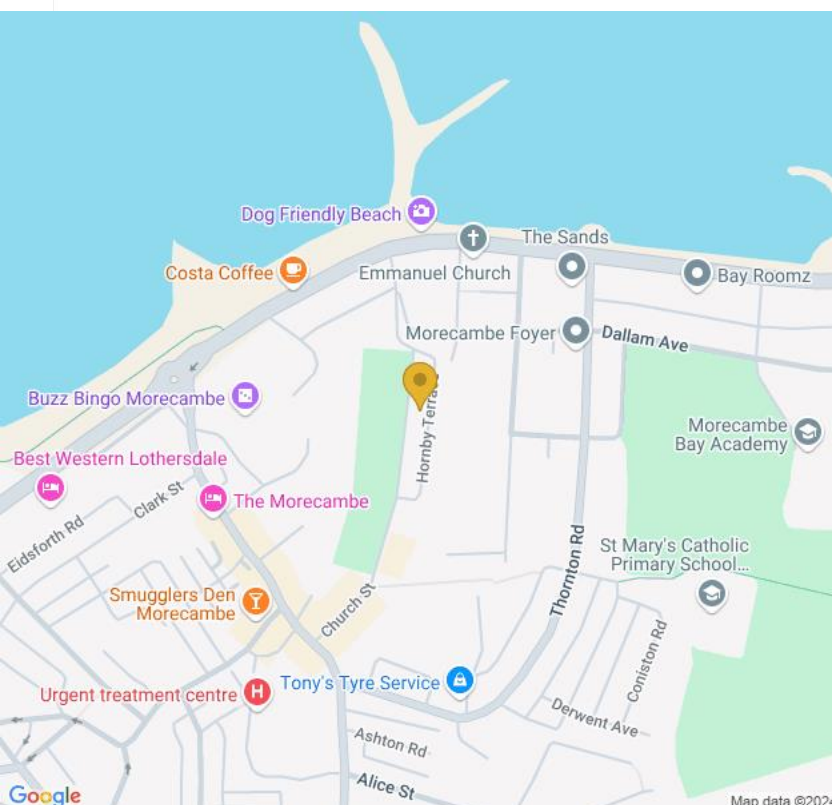 Dog Friendly Beach
The Sands
Costa Coffee
Emmanuel Church
Bay Roomz
Morecambe Foyer
Dallam Ave
Buzz Bingo Morecambe
Hornby Terrace
Morecambe
Bay Academy
Best Western Lothersdale
Clark St
The Morecambe
Eidsforth Rd
Thornton Rd
St Mary's Catholic
Primary School...
Smugglers Den
Morecambe
Church St
Coniston Rd
Urgent treatment centre
H
Tony's Tyre Service
Derwent Ave
Ashton Rd
Alice St
Google
Map data ©2024